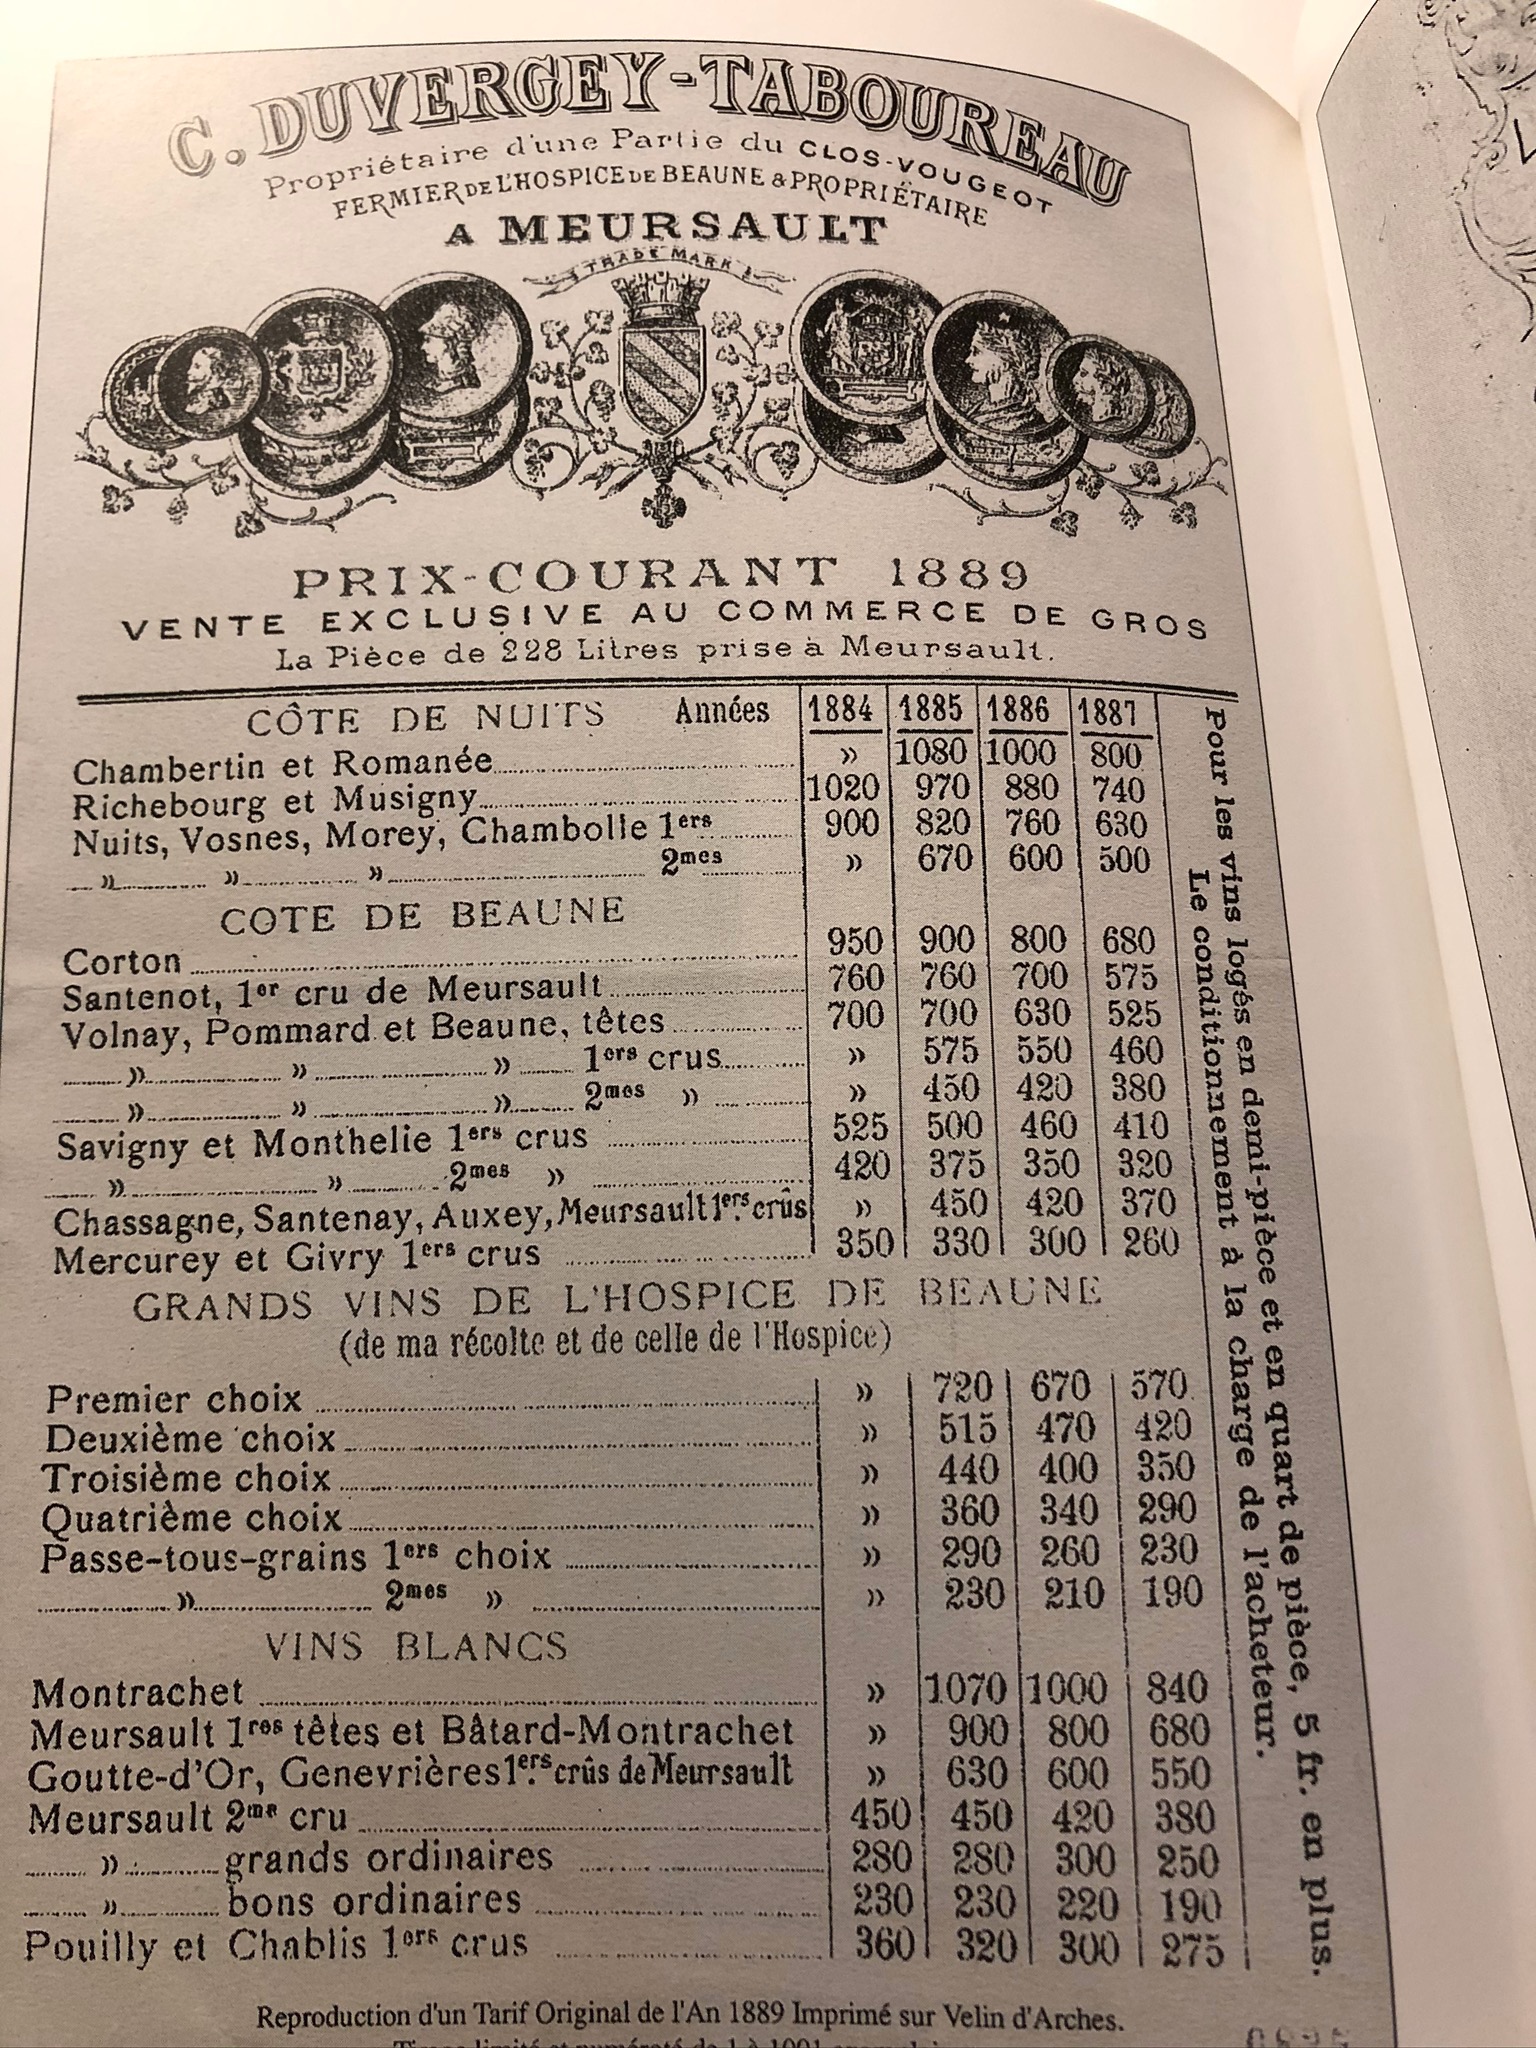 C. DUVERGEY-TABOUREAU
Propriétaire d'une Partie du CLOS-VOUGEOT
FERMIER DE L'HOSPICE DE BEAUNE & PROPRIÉTAIRE
A MEURSAULT
TRADE MARK
PRIX-COURANT 1889
VENTE EXCLUSIVE AU COMMERCE DE GROS
La Pièce de 228 Litres prise à Meursault.
CÔTE DE NUITS Années 1884 1885 1886 1887
Chambertin et Romanée » 1080 1000 800
Richebourg et Musigny 1020 970 880 740
Nuits, Vosnes, Morey, Chambolle 1ers 900 820 760 630
» » » 2mes » 670 600 500
COTE DE BEAUNE
Corton 950 900 800 680
Santenot, 1er cru de Meursault 760 760 700 575
Volnay, Pommard et Beaune, têtes 700 700 630 525
» » » 1ers crus » 575 550 460
» » » 2mes » » 450 420 380
Savigny et Monthelie 1ers crus 525 500 460 410
» » 2mes » 420 375 350 320
Chassagne, Santenay, Auxey, Meursault 1ers crûs » 450 420 370
Mercurey et Givry 1ers crus 350 330 300 260
GRANDS VINS DE L'HOSPICE DE BEAUNE
(de ma récolte et de celle de l'Hospice)
Premier choix » 720 670 570
Deuxième choix » 515 470 420
Troisième choix » 440 400 350
Quatrième choix » 360 340 290
Passe-tous-grains 1ers choix » 290 260 230
» 2mes » » 230 210 190
VINS BLANCS
Montrachet » 1070 1000 840
Meursault 1res têtes et Bâtard-Montrachet » 900 800 680
Goutte-d'Or, Genevrières 1ers crûs de Meursault » 630 600 550
Meursault 2me cru 450 450 420 380
» grands ordinaires 280 280 300 250
» bons ordinaires 230 230 220 190
Pouilly et Chablis 1ers crus 360 320 300 275
Pour les vins logés en demi-pièce et en quart de pièce, 5 fr. en plus.
Le conditionnement à la charge de l'acheteur.
Reproduction d'un Tarif Original de l'An 1889 Imprimé sur Velin d'Arches.